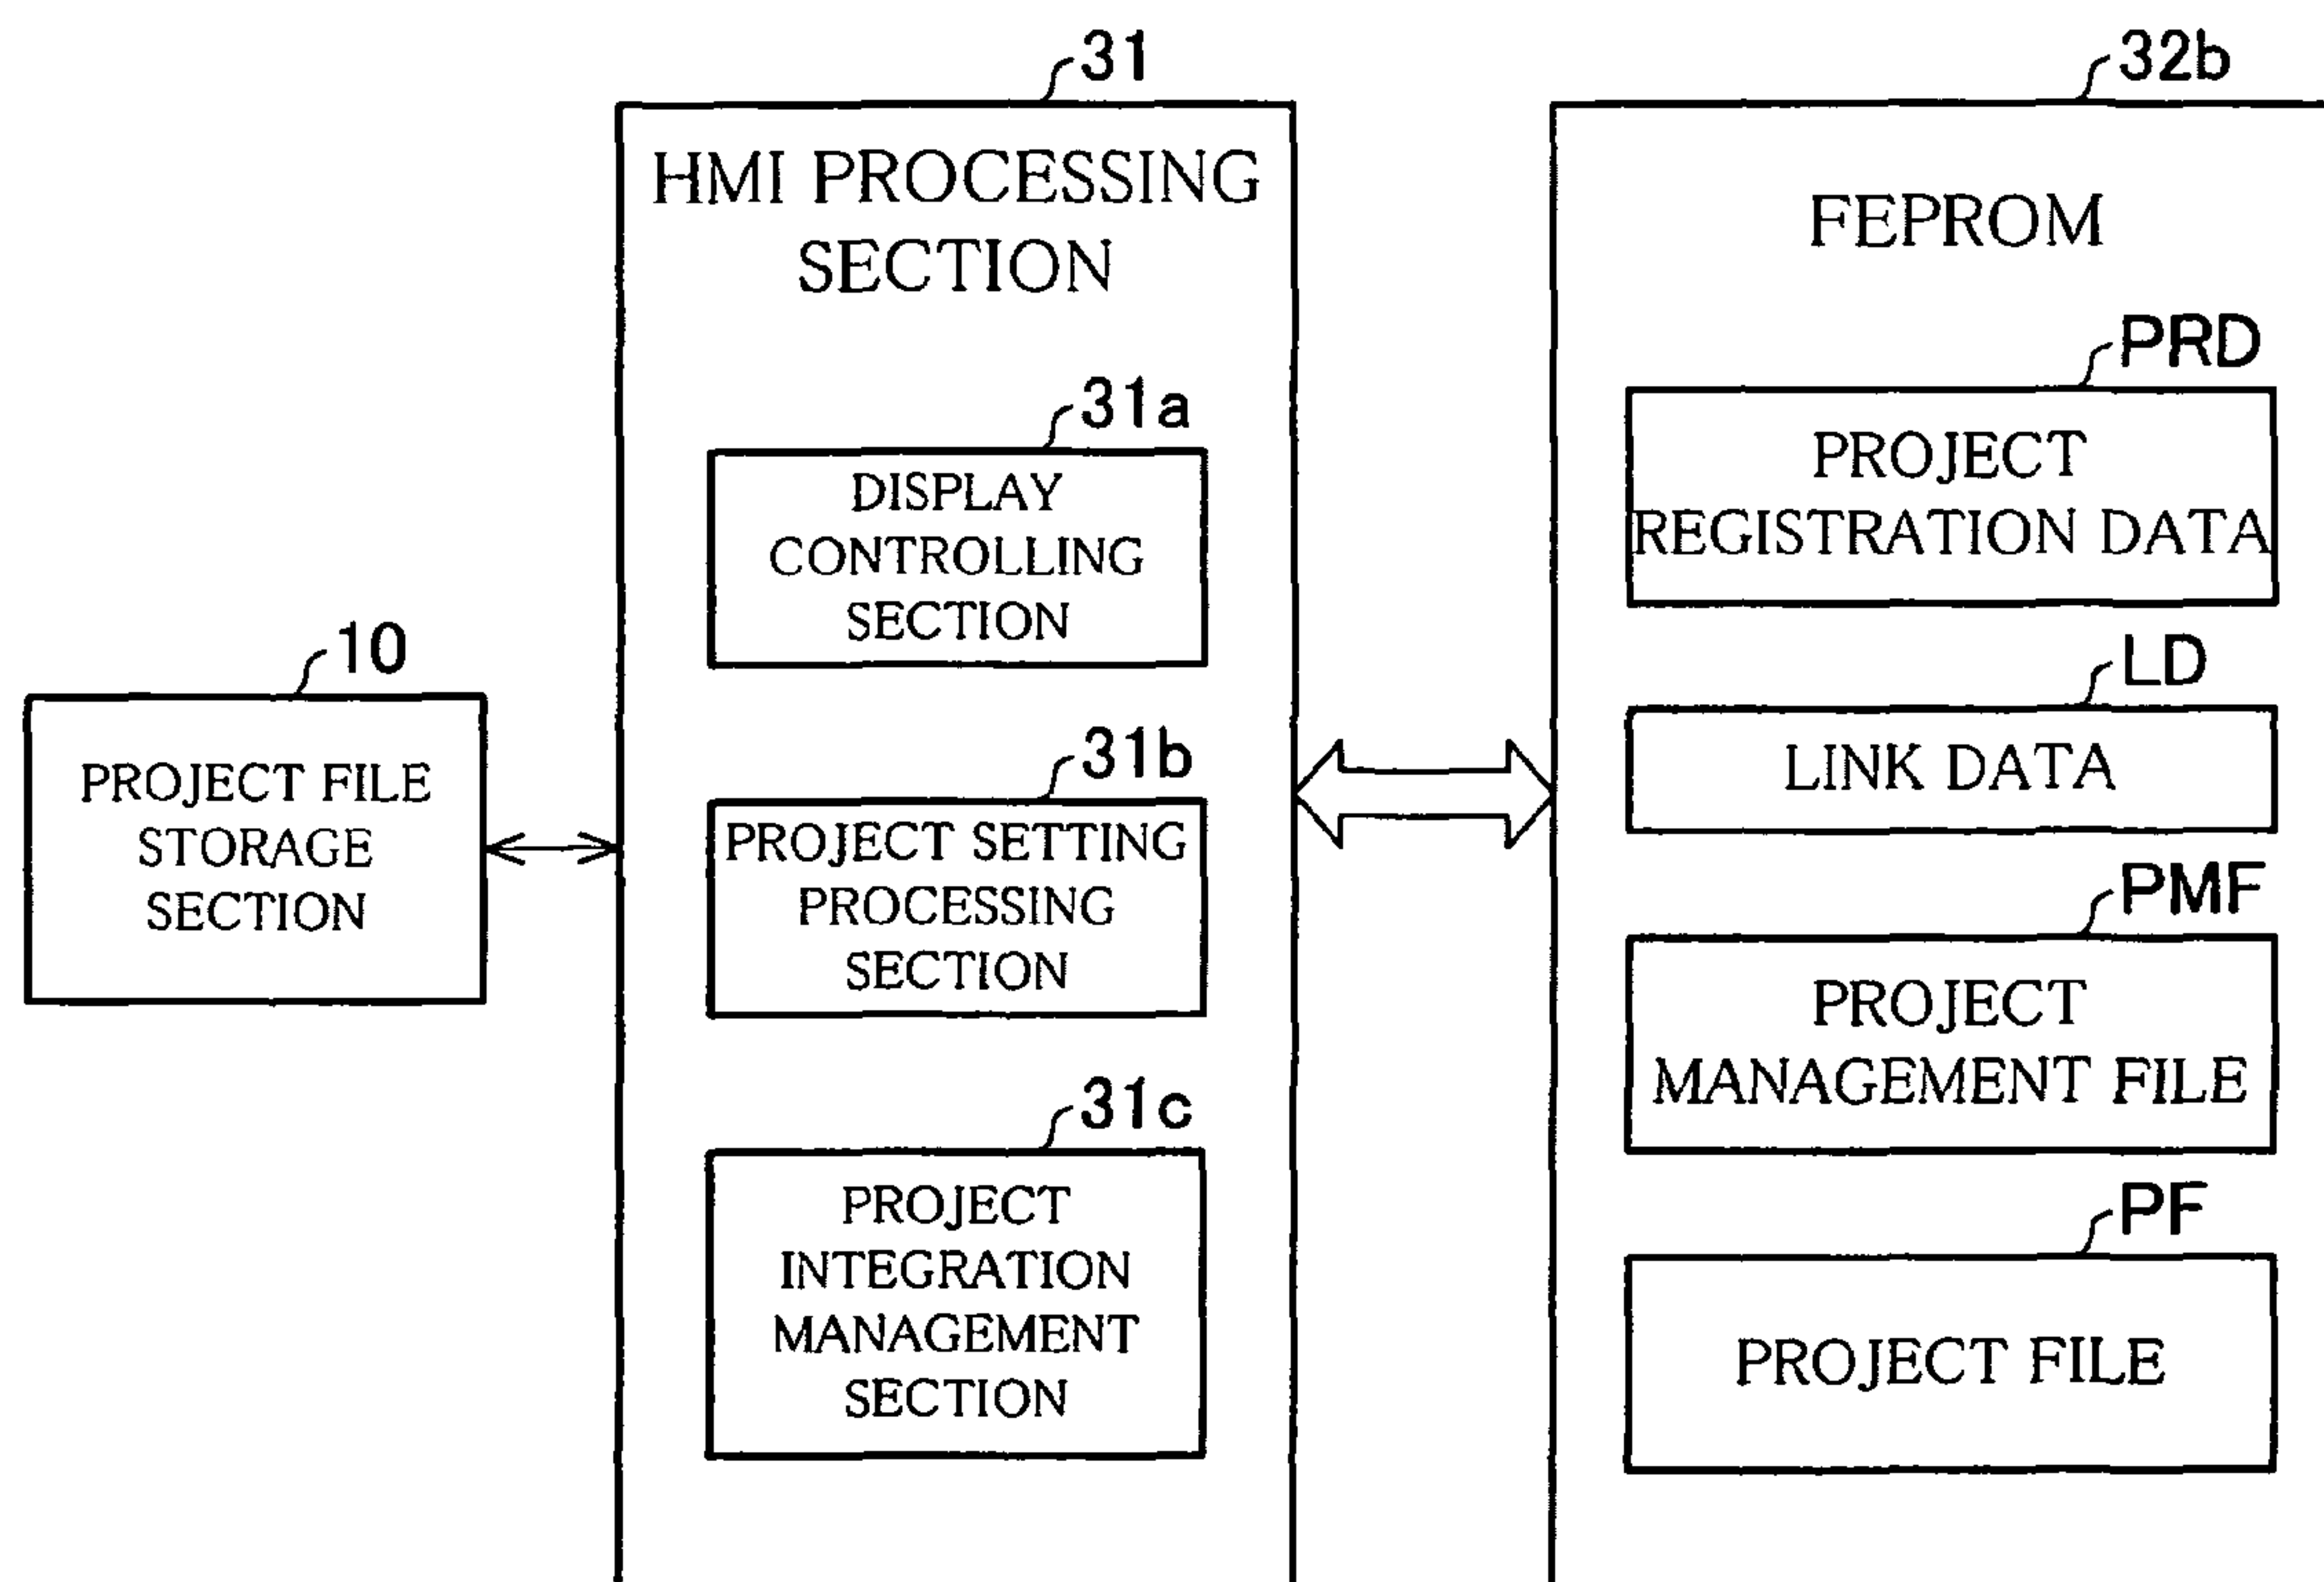 10
PROJECT FILE
STORAGE
SECTION
31
HMI PROCESSING
SECTION
31a
DISPLAY
CONTROLLING
SECTION
31b
PROJECT SETTING
PROCESSING
SECTION
31c
PROJECT
INTEGRATION
MANAGEMENT
SECTION
32b
FEPROM
PRD
PROJECT
REGISTRATION DATA
LD
LINK DATA
PMF
PROJECT
MANAGEMENT FILE
PF
PROJECT FILE